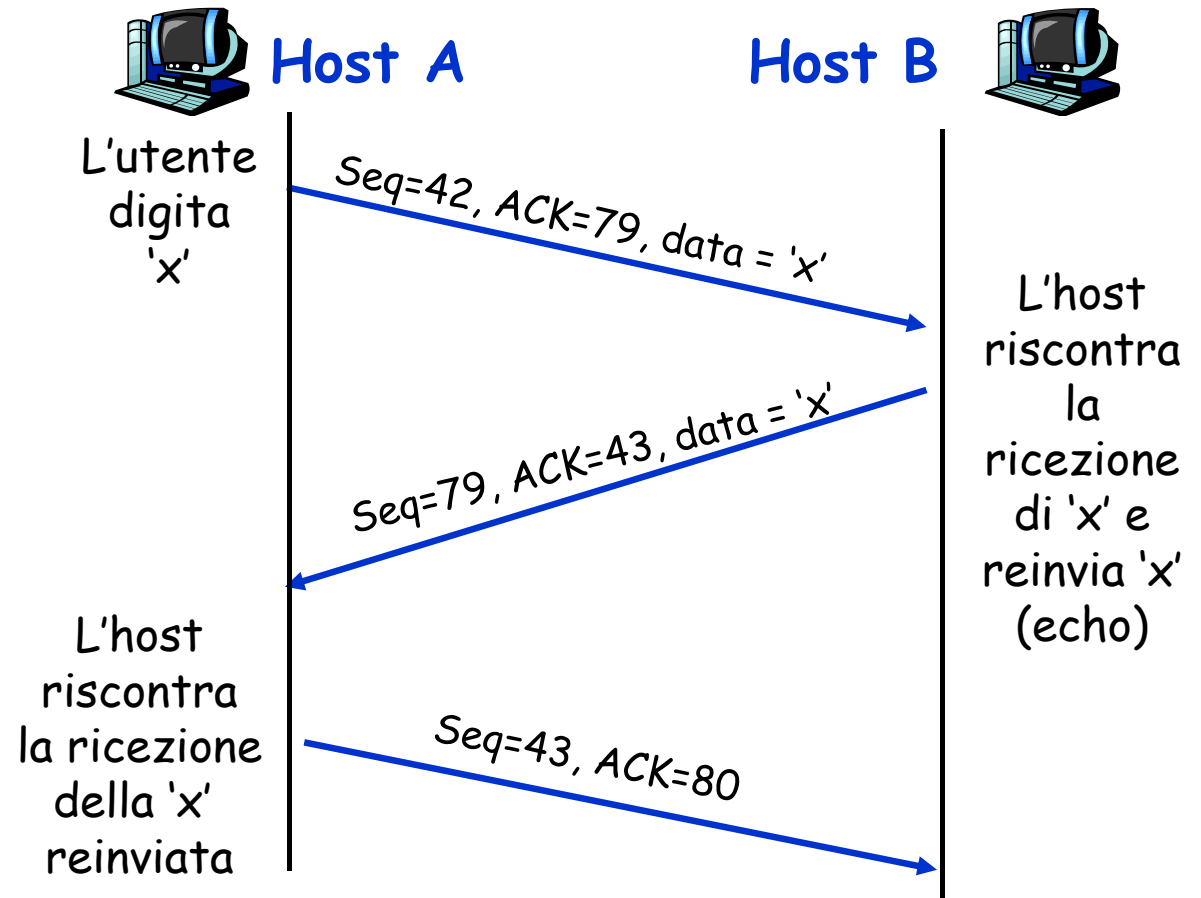 Host A
Host B
L'utente
digita
‘x’
Seq=42, ACK=79, data = ‘x’
L'host
riscontra
la
ricezione
di ‘x’ e
reinvia ‘x’
(echo)
Seq=79, ACK=43, data = ‘x’
L'host
riscontra
la ricezione
della ‘x’
reinviata
Seq=43, ACK=80